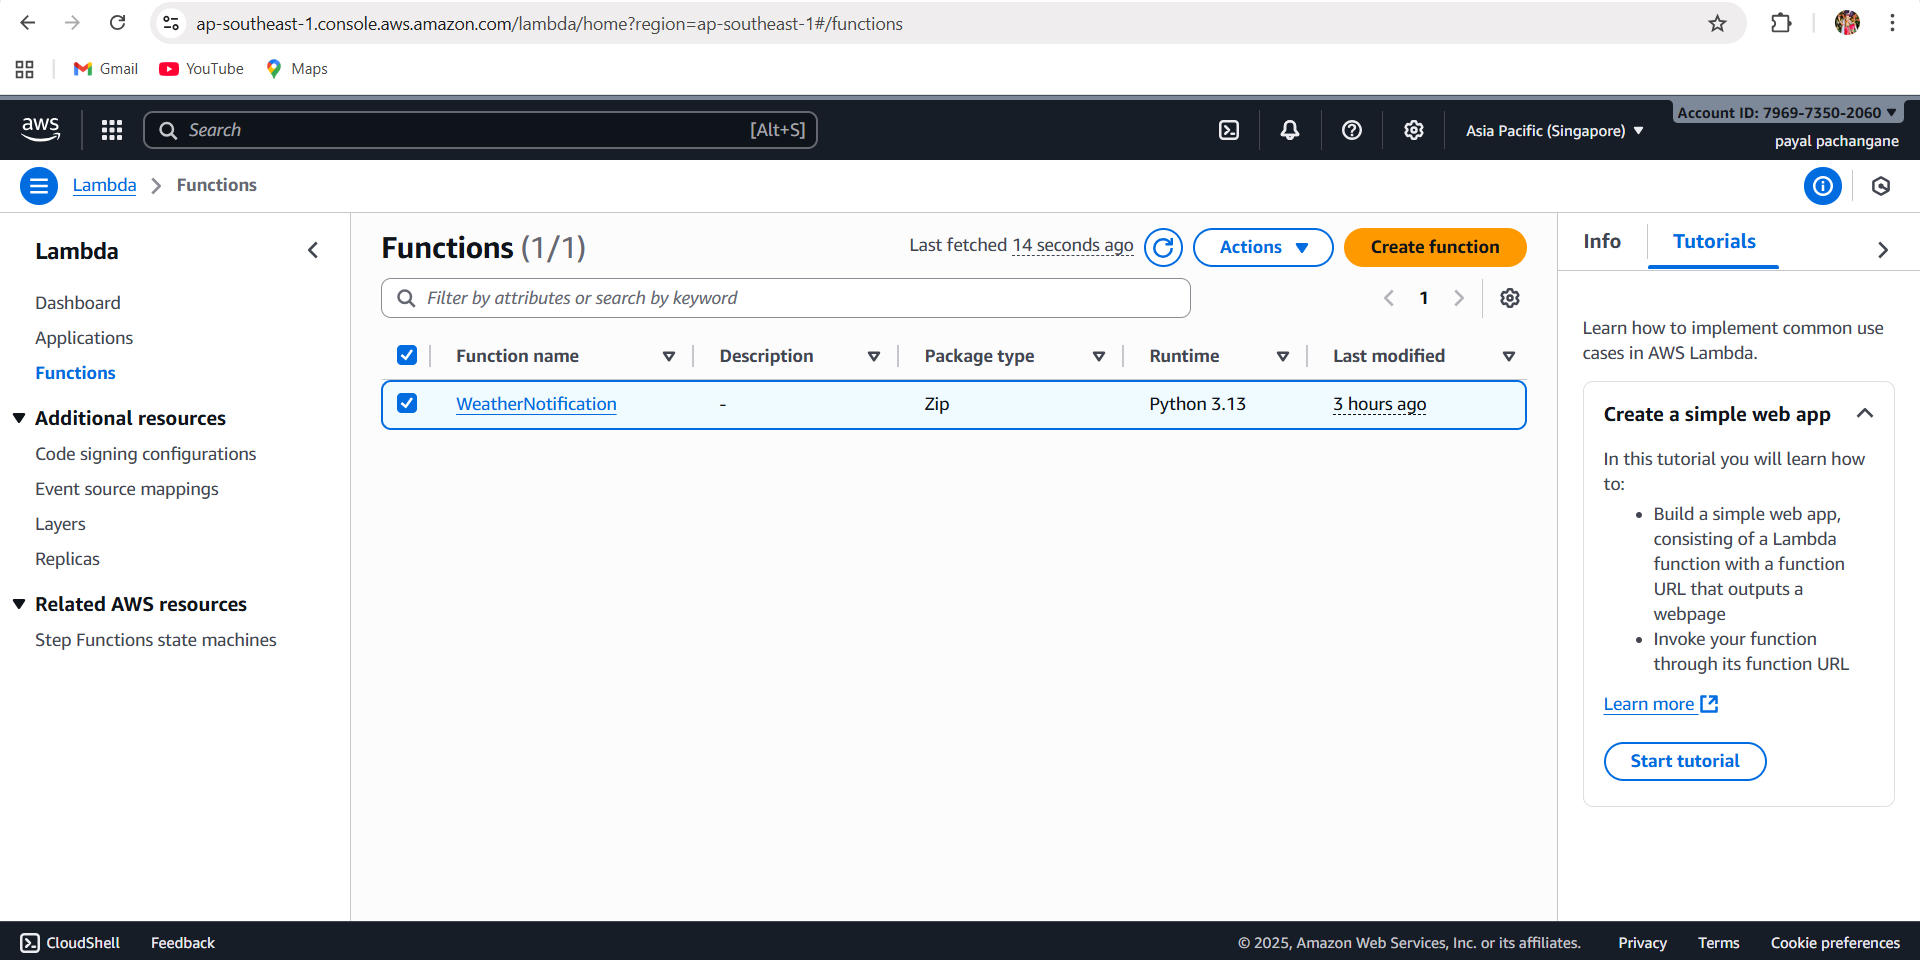 ap-southeast-1.console.aws.amazon.com/lambda/home?region=ap-southeast-1#/functions
Gmail YouTube Maps
aws Search [Alt+S] Asia Pacific (Singapore) Account ID: 7969-7350-2060
payal pachangane
Lambda Functions
Lambda
Dashboard
Applications
Functions
Additional resources
Code signing configurations
Event source mappings
Layers
Replicas
Related AWS resources
Step Functions state machines
Functions (1/1) Last fetched 14 seconds ago Actions Create function
Filter by attributes or search by keyword 1
Function name Description Package type Runtime Last modified
WeatherNotification - Zip Python 3.13 3 hours ago
Info Tutorials
Learn how to implement common use
cases in AWS Lambda.
Create a simple web app
In this tutorial you will learn how
to:
• Build a simple web app,
consisting of a Lambda
function with a function
URL that outputs a
webpage
• Invoke your function
through its function URL
Learn more
Start tutorial
CloudShell Feedback © 2025, Amazon Web Services, Inc. or its affiliates. Privacy Terms Cookie preferences